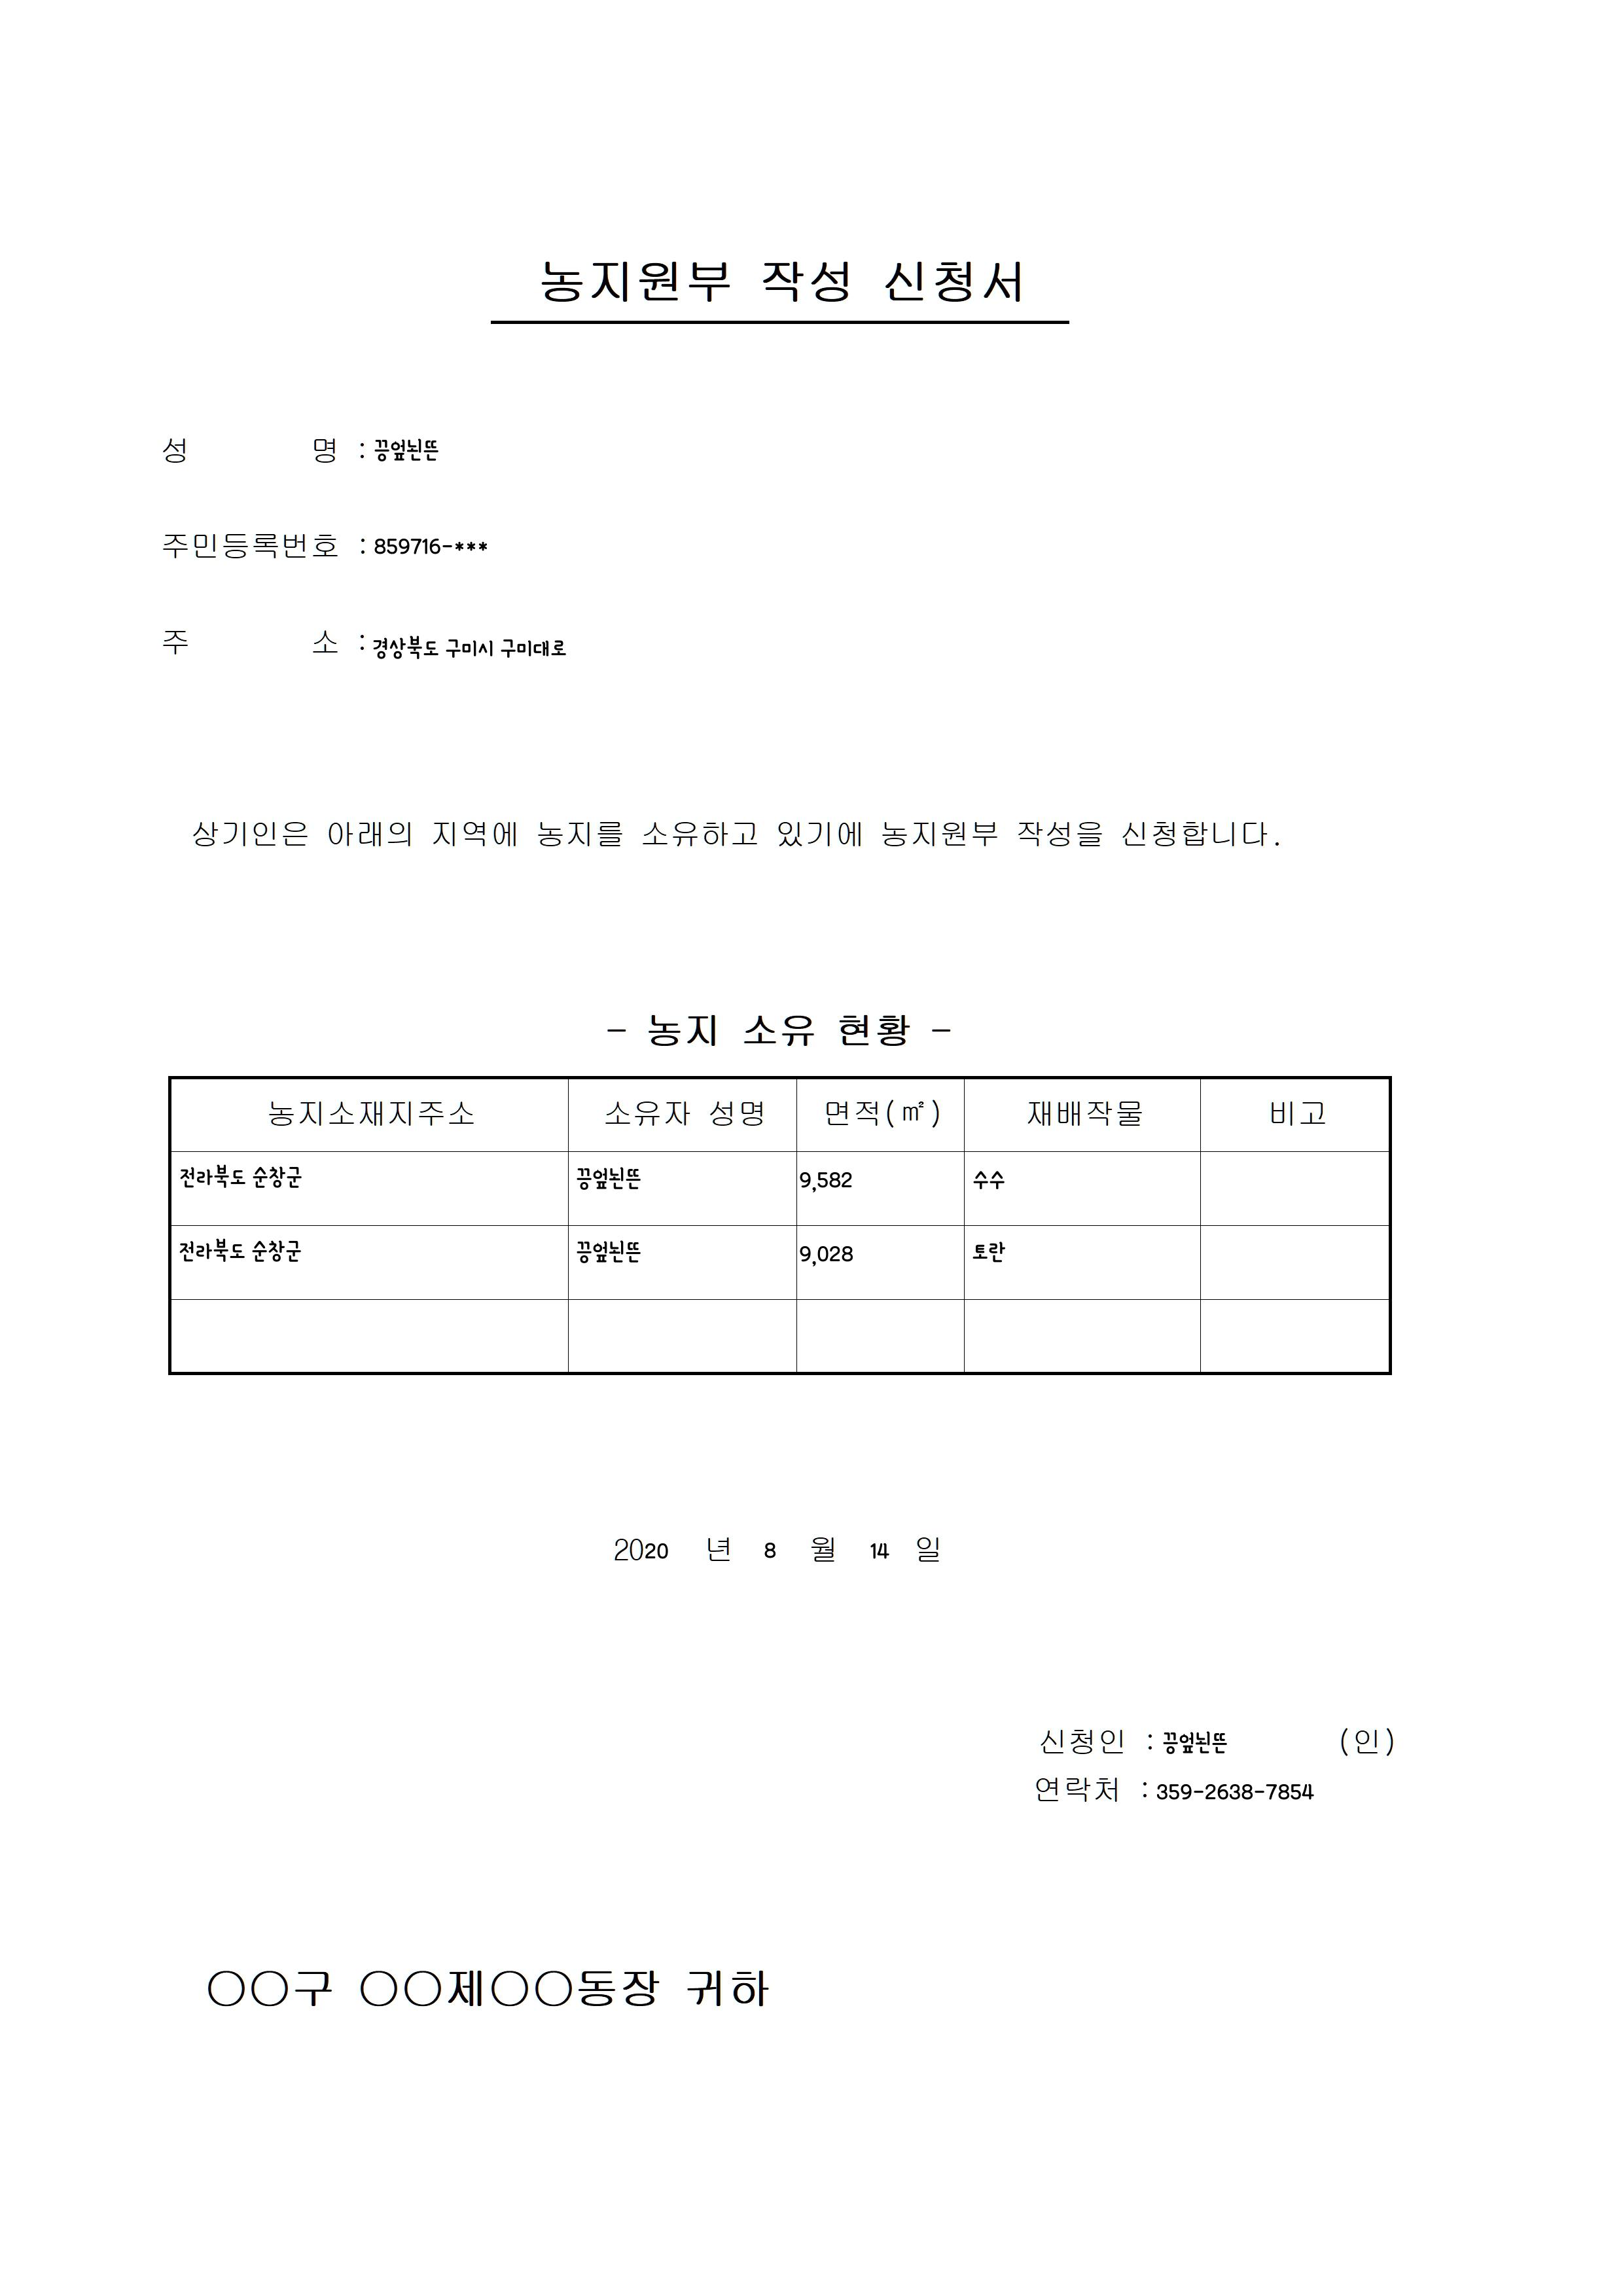 농지원부 작성 신청서
성 명 : 끙엎뇐뜬
주민등록번호 : 859716-***
주 소 : 경상북도 구미시 구미대로
상기인은 아래의 지역에 농지를 소유하고 있기에 농지원부 작성을 신청합니다.
- 농지 소유 현황 -
농지소재지주소 소유자 성명 면적(㎡) 재배작물 비고
전라북도 순창군 끙엎뇐뜬 9,582 수수
전라북도 순창군 끙엎뇐뜬 9,028 토란
2020 년 8 월 14 일
신청인 : 끙엎뇐뜬 (인)
연락처 : 359-2638-7854
○○구 ○○제○○동장 귀하